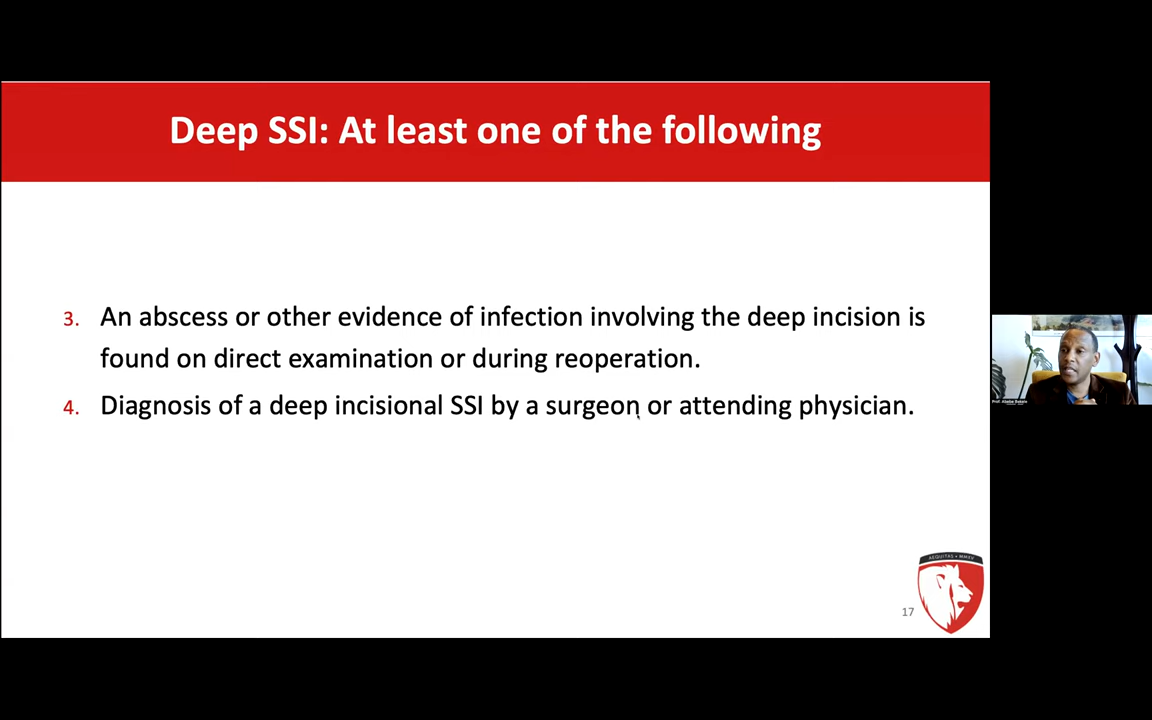 Deep SSI: At least one of the following
3. An abscess or other evidence of infection involving the deep incision is
found on direct examination or during reoperation.
4. Diagnosis of a deep incisional SSI by a surgeon or attending physician.
AEQUITAS • MMXV
17